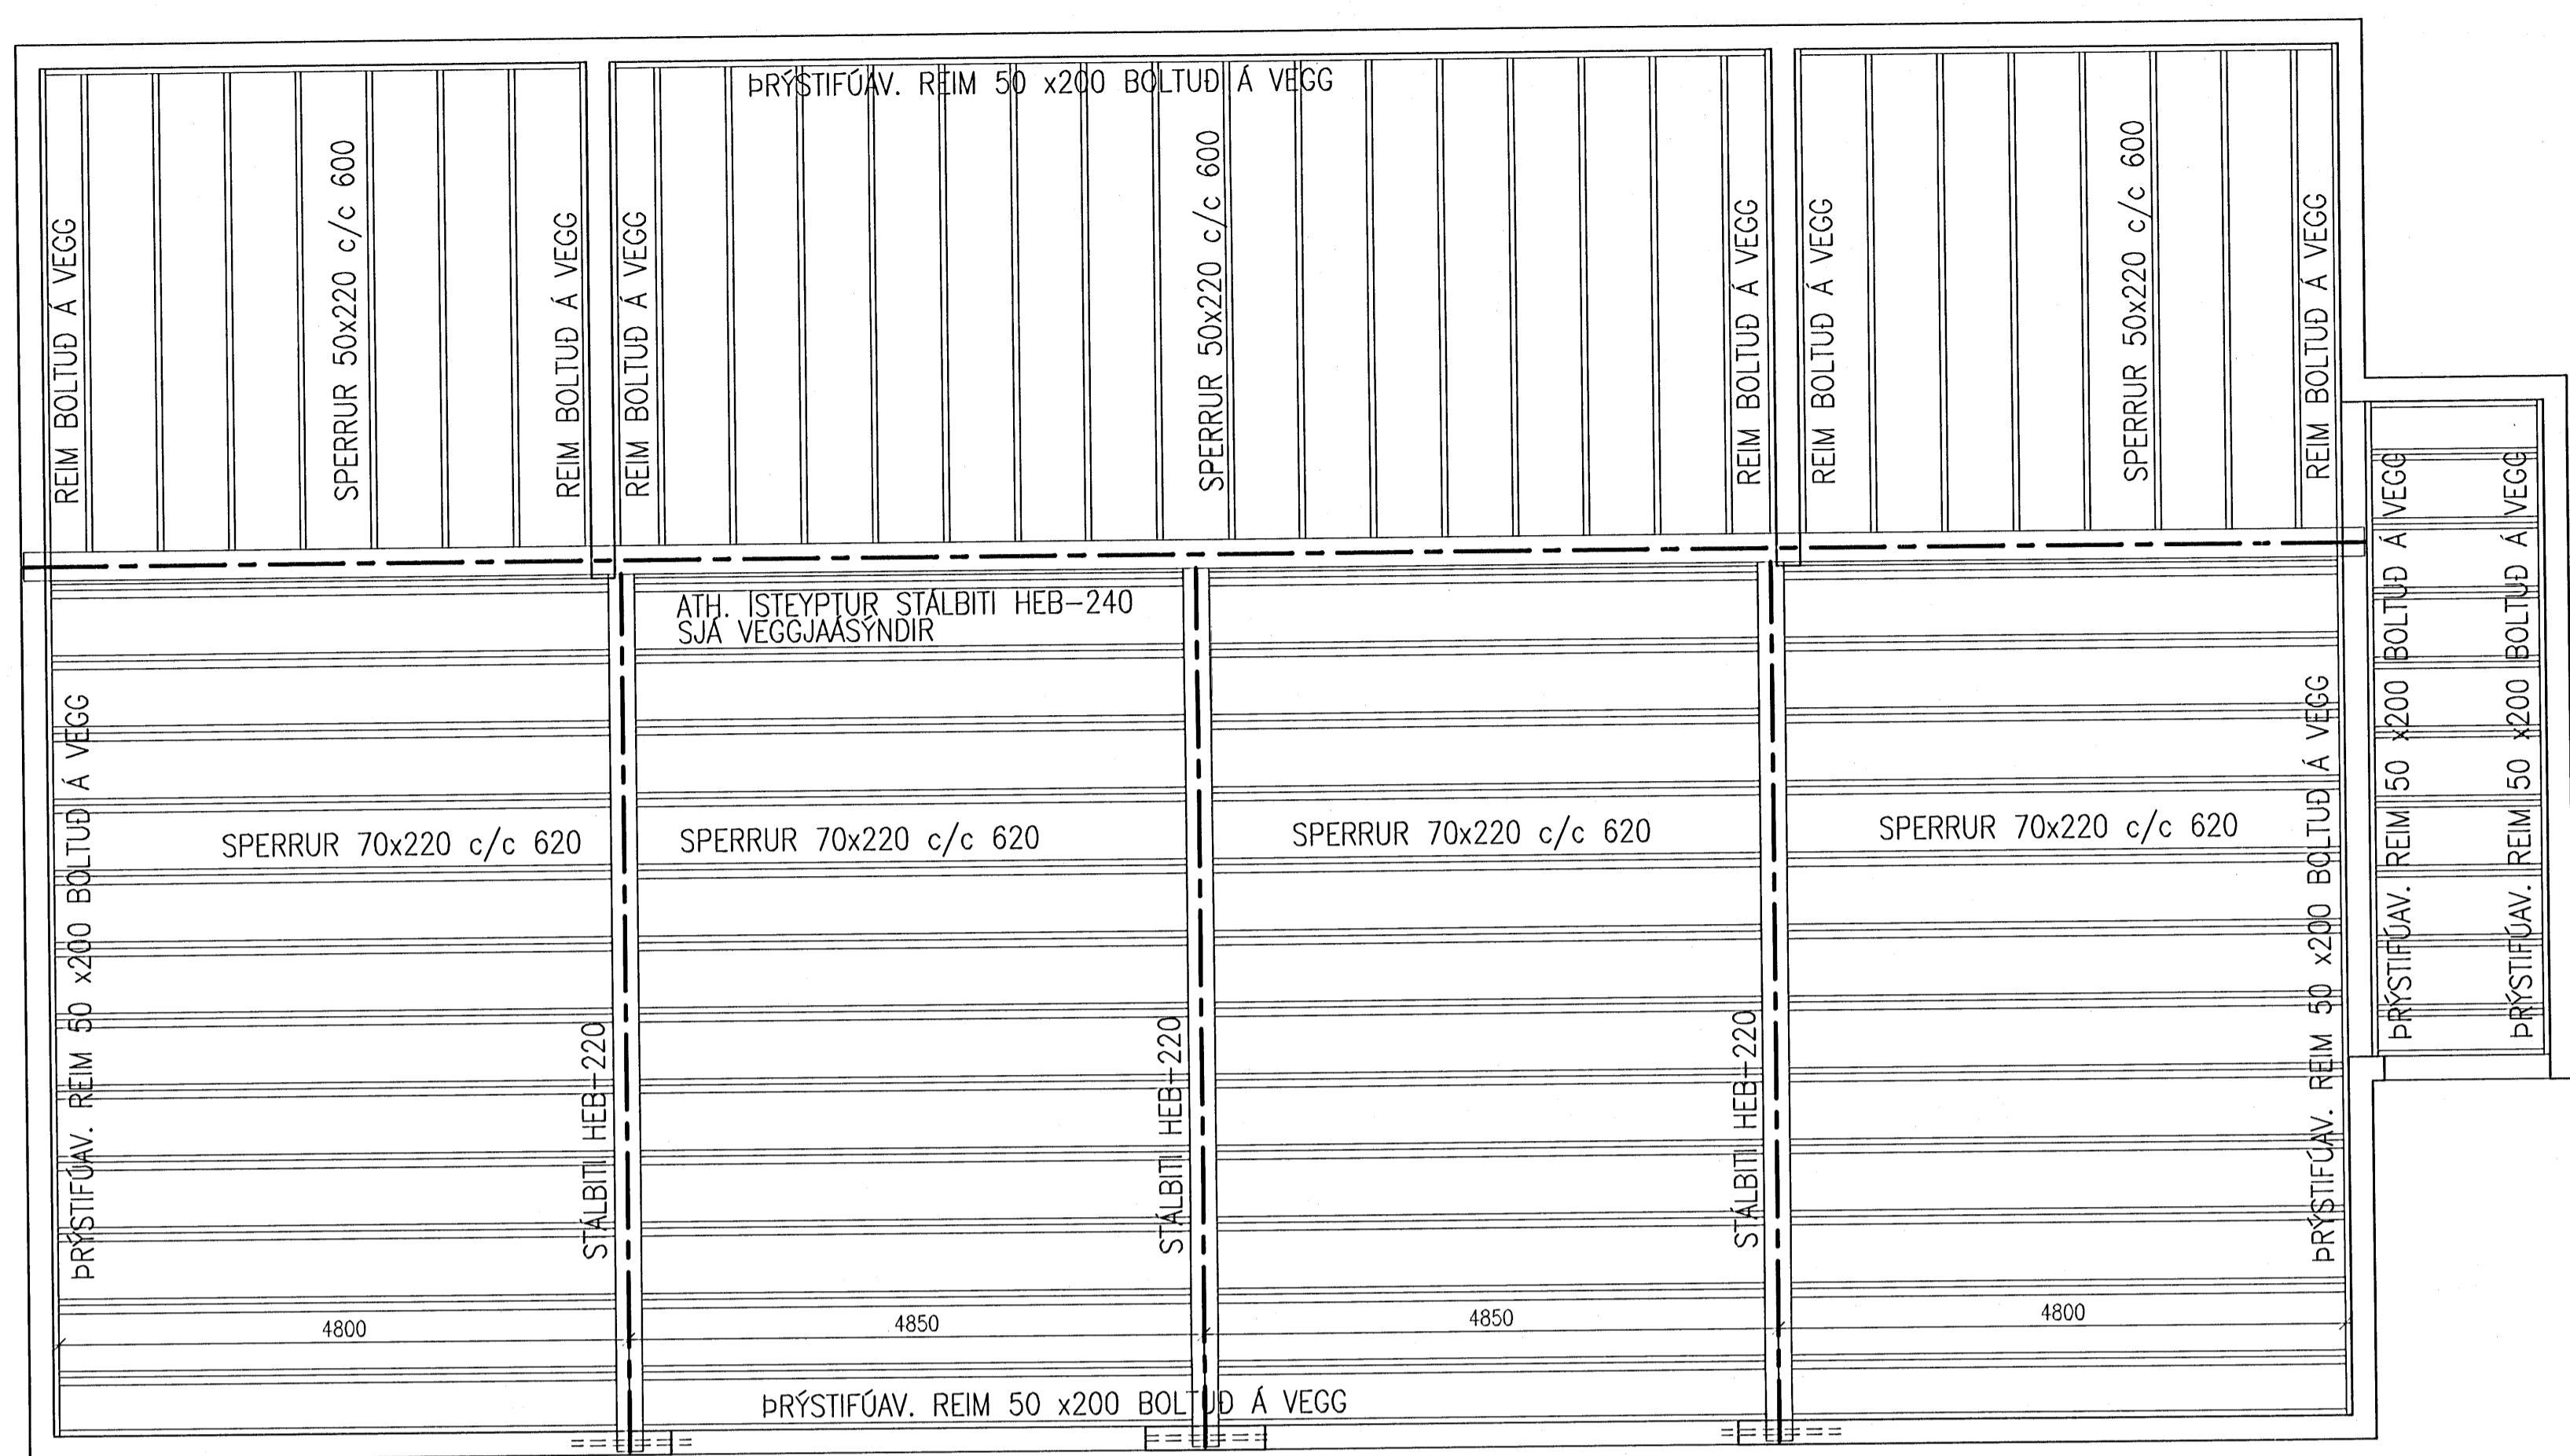 ÞRÝSTIFÚAV. REIM 50 x200 BOLTUÐ Á VEGG
REIM BOLTUÐ Á VEGG
SPERRUR 50x220 c/c 600
REIM BOLTUÐ Á VEGG
REIM BOLTUÐ Á VEGG
SPERRUR 50x220 c/c 600
REIM BOLTUÐ Á VEGG
REIM BOLTUÐ Á VEGG
SPERRUR 50x220 c/c 600
REIM BOLTUÐ Á VEGG
ATH. ÍSTEYPTUR STÁLBITI HEB-240
SJÁ VEGGJAÁSÝNDIR
ÞRÝSTIFÚAV. REIM 50 x200 BOLTUÐ Á VEGG
SPERRUR 70x220 c/c 620
SPERRUR 70x220 c/c 620
SPERRUR 70x220 c/c 620
SPERRUR 70x220 c/c 620
ÞRÝSTIFÚAV. REIM 50 x200 BOLTUÐ Á VEGG
ÞRÝSTIFÚAV. REIM 50 x200 BOLTUÐ Á VEGG
ÞRÝSTIFÚAV. REIM 50 x200 BOLTUÐ Á VEGG
STÁLBITI HEB-220
STÁLBITI HEB-220
STÁLBITI HEB-220
4800
4850
4850
4800
ÞRÝSTIFÚAV. REIM 50 x200 BOLTUÐ Á VEGG